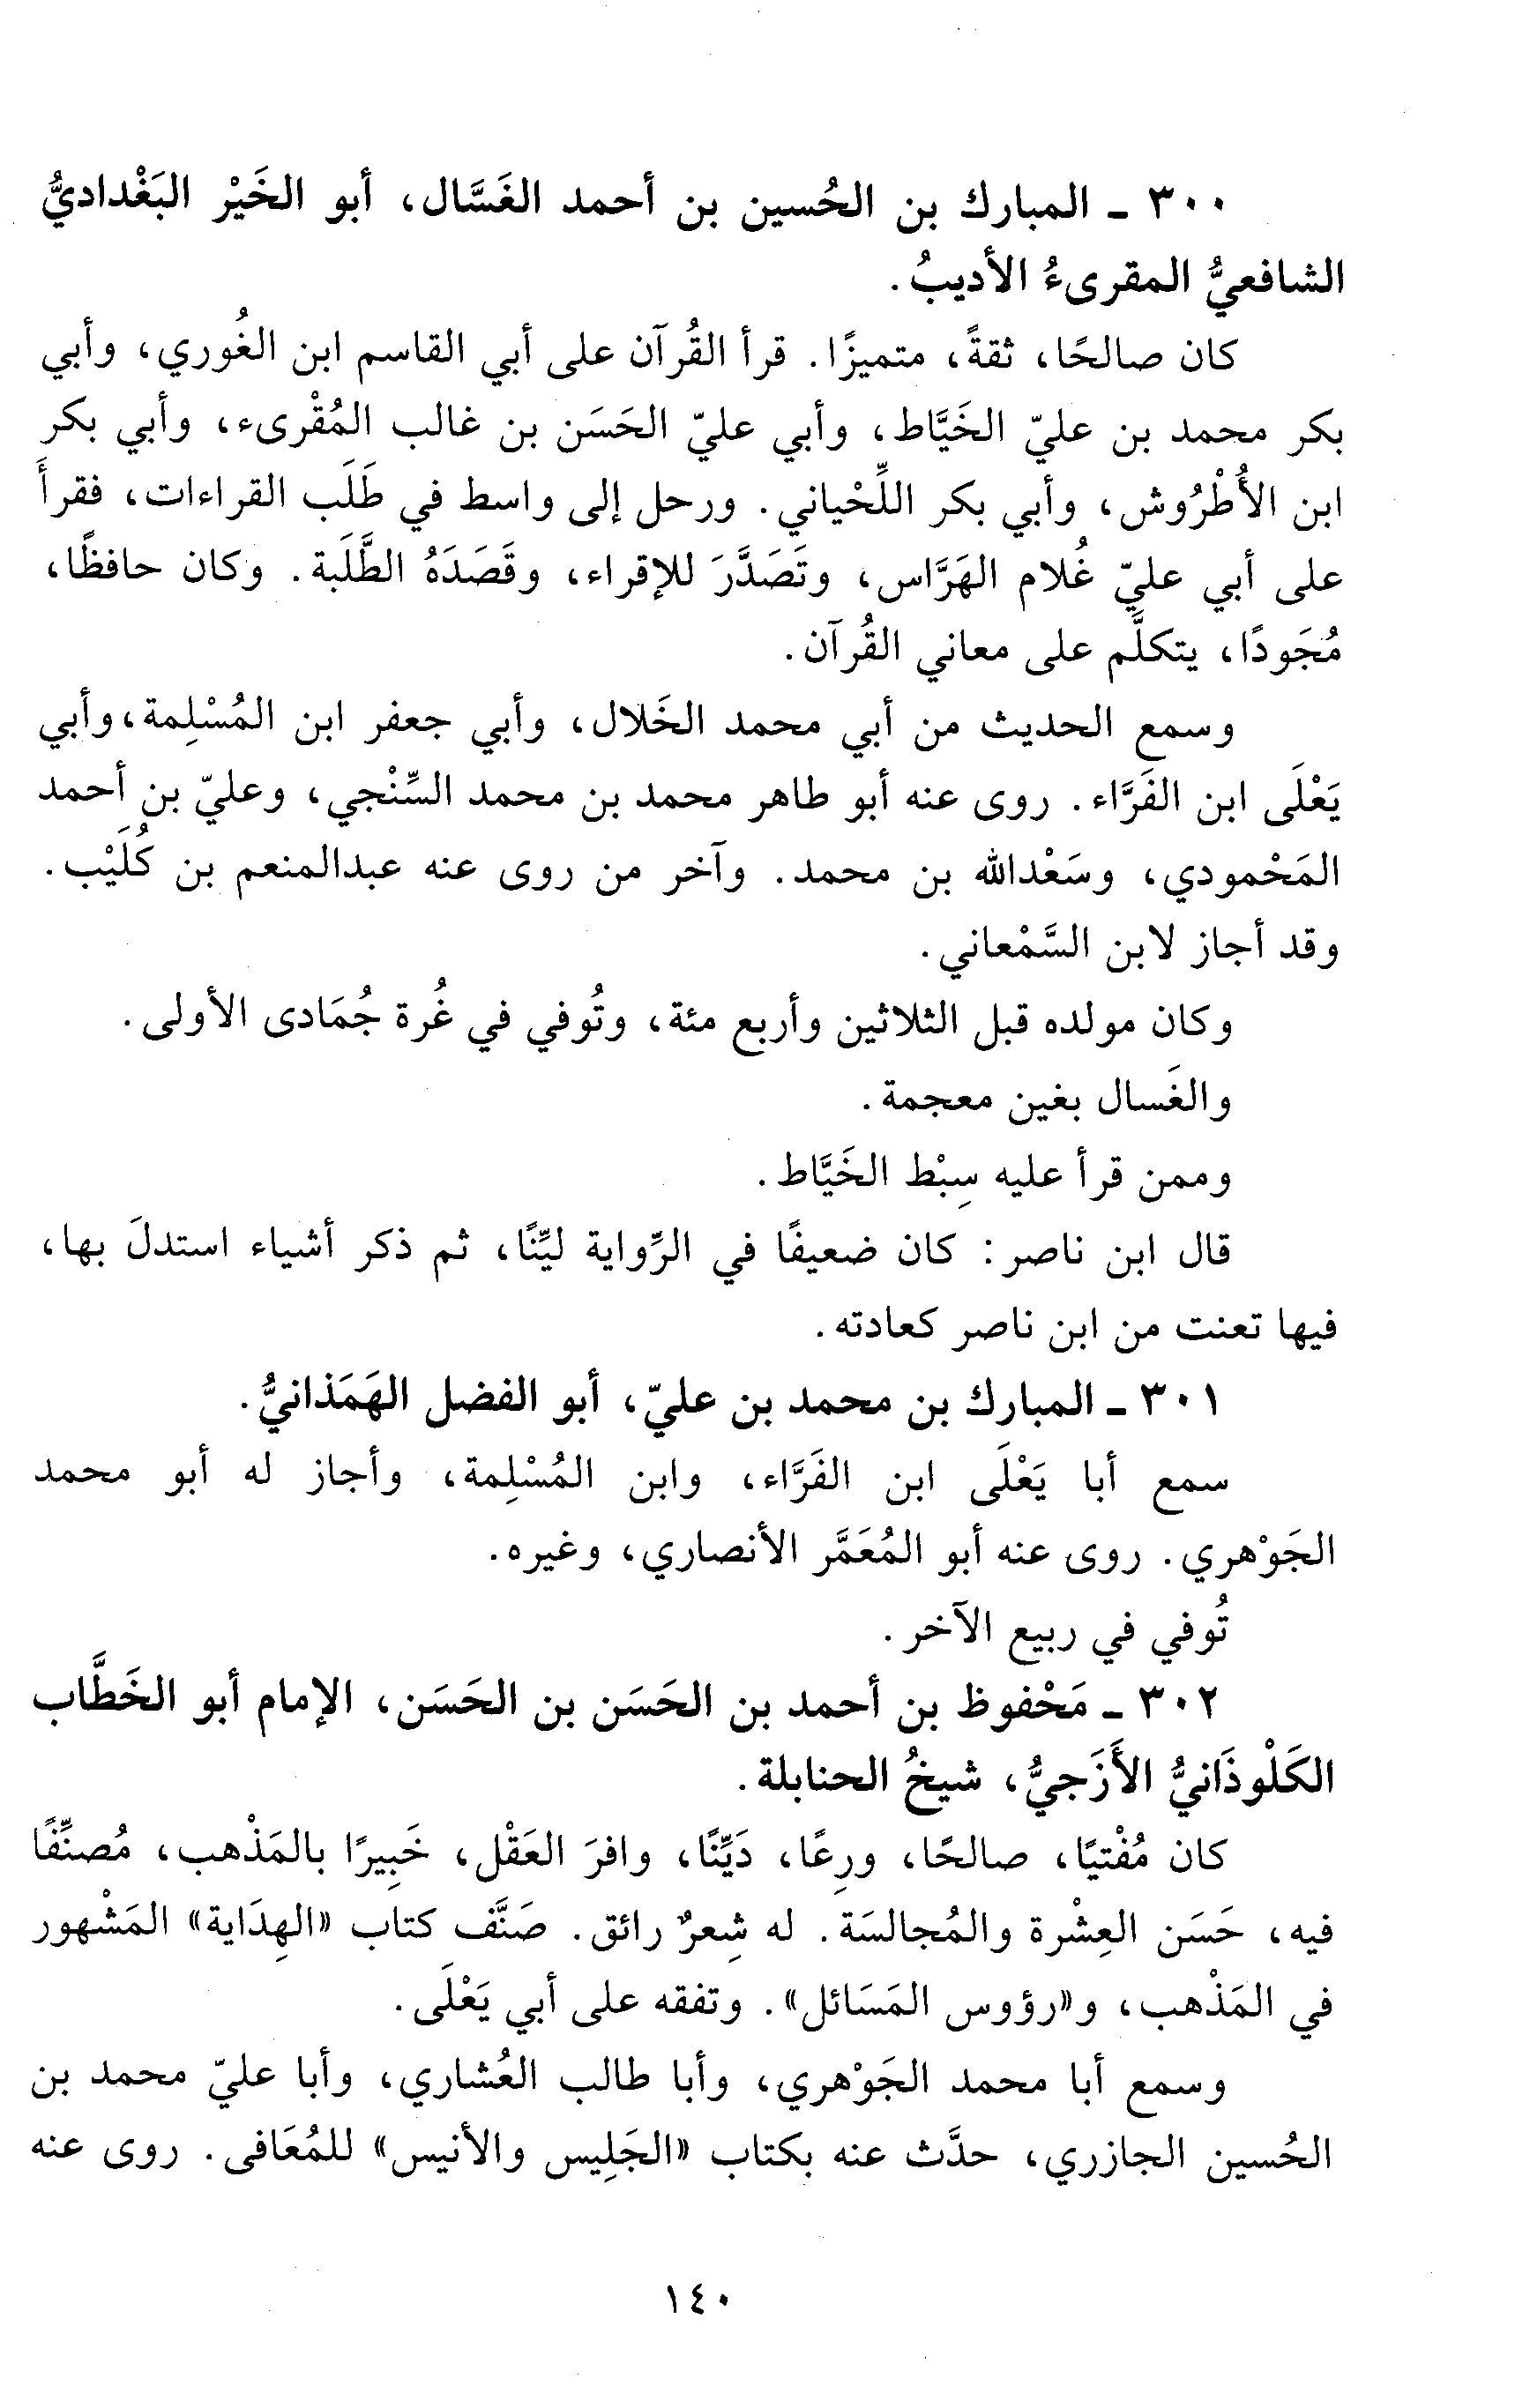 ٣٠٠ ـ المبارك بن الحُسين بن أحمد الغَسَّال، أبو الخَيْر البَغْداديُّ
الشافعيُّ المقرىءُ الأديبُ.
كان صالحًا، ثقةً، متميزًا. قرأ القُرآن على أبي القاسم ابن الغُوري، وأبي
بكر محمد بن عليّ الخَيَّاط، وأبي عليّ الحَسَن بن غالب المُقْرىء، وأبي بكر
ابن الأُطْرُوش، وأبي بكر اللِّحْياني. ورحل إلى واسط في طَلَب القراءات، فقرأَ
على أبي عليّ غُلام الهَرَّاس، وتَصَدَّرَ للإقراء، وقَصَدَهُ الطَّلَبة. وكان حافظًا،
مُجَودًا، يتكلَّم على معاني القُرآن.
وسمع الحديث من أبي محمد الخَلال، وأبي جعفر ابن المُسْلِمة، وأبي
يَعْلَى ابن الفَرَّاء. روى عنه أبو طاهر محمد بن محمد السِّنْجي، وعليّ بن أحمد
المَحْمودي، وسَعْدالله بن محمد. وآخر من روى عنه عبدالمنعم بن كُلَيْب.
وقد أجاز لابن السَّمْعاني.
وكان مولده قبل الثلاثين وأربع مئة، وتُوفي في غُرة جُمَادى الأولى.
والغَسال بغين معجمة.
وممن قرأ عليه سِبْط الخَيَّاط.
قال ابن ناصر: كان ضعيفًا في الرِّواية ليِّنًا، ثم ذكر أشياء استدلَ بها،
فيها تعنت من ابن ناصر كعادته.
٣٠١ ـ المبارك بن محمد بن عليّ، أبو الفضل الهَمَذانيُّ.
سمع أبا يَعْلَى ابن الفَرَّاء، وابن المُسْلِمة، وأجاز له أبو محمد
الجَوْهري. روى عنه أبو المُعَمَّر الأنصاري، وغيره.
تُوفي في ربيع الآخر.
٣٠٢ ـ مَحْفوظ بن أحمد بن الحَسَن بن الحَسَن، الإمام أبو الخَطَّاب
الكَلْوذَانيُّ الأَزَجيُّ، شيخُ الحنابلة.
كان مُفْتيًا، صالحًا، ورِعًا، دَيِّنًا، وافرَ العَقْل، خَبِيرًا بالمَذْهب، مُصنِّفًا
فيه، حَسَن العِشْرة والمُجالسَة. له شِعرٌ رائق. صَنَّف كتاب «الهِدَاية» المَشْهور
في المَذْهب، و«رؤوس المَسَائل». وتفقه على أبي يَعْلَى.
وسمع أبا محمد الجَوْهري، وأبا طالب العُشاري، وأبا عليّ محمد بن
الحُسين الجازري، حدَّث عنه بكتاب «الجَلِيس والأنيس» للمُعَافى. روى عنه
١٤٠